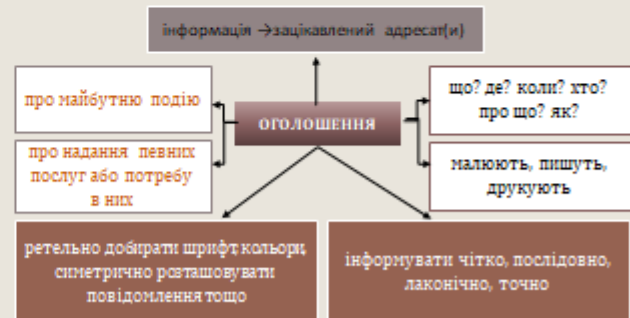 інформація →зацікавлений адресат(и)
про майбутню подію
що? де? коли? хто?
про що? як?
ОГОЛОШЕННЯ
про надання певних
послуг або потребу
в них
малюють, пишуть,
друкують
ретельно добирати шрифт, кольори,
симетрично розташовувати
повідомлення тощо
інформувати чітко, послідовно,
лаконічно, точно